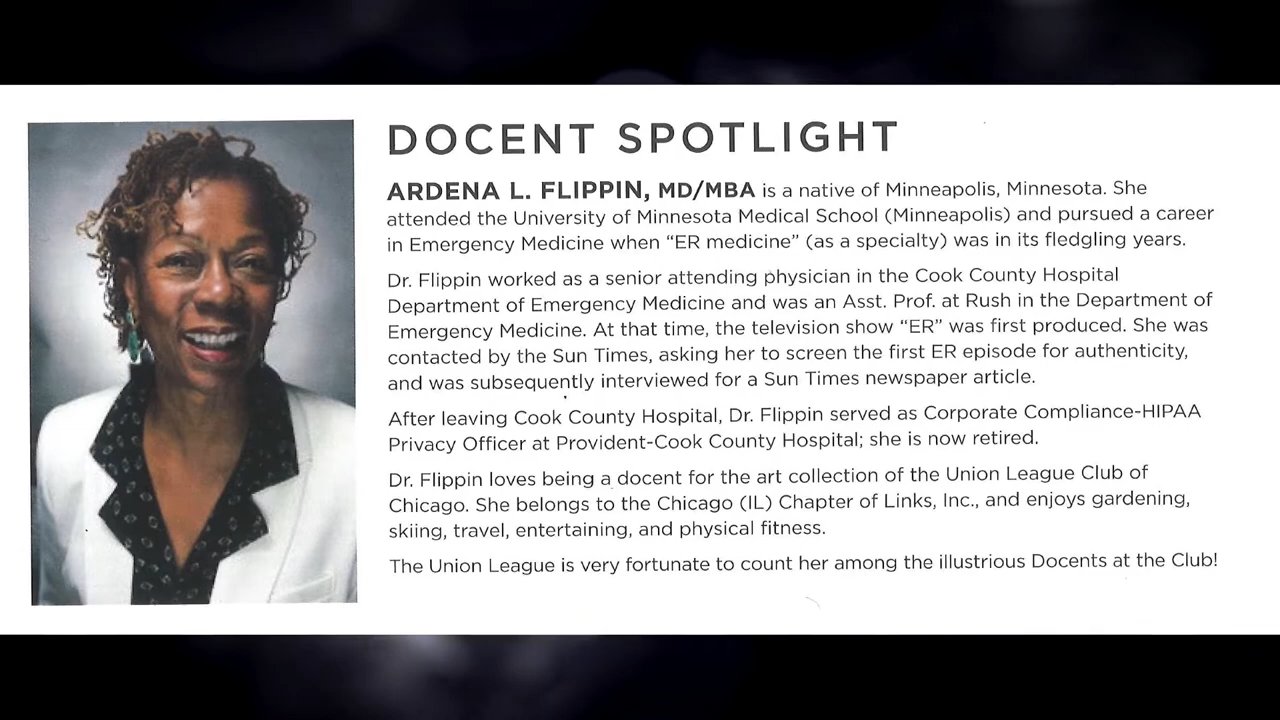 DOCENT SPOTLIGHT
ARDENA L. FLIPPIN, MD/MBA is a native of Minneapolis, Minnesota. She
attended the University of Minnesota Medical School (Minneapolis) and pursued a career
in Emergency Medicine when “ER medicine” (as a specialty) was in its fledgling years.
Dr. Flippin worked as a senior attending physician in the Cook County Hospital
Department of Emergency Medicine and was an Asst. Prof. at Rush in the Department of
Emergency Medicine. At that time, the television show “ER” was first produced. She was
contacted by the Sun Times, asking her to screen the first ER episode for authenticity,
and was subsequently interviewed for a Sun Times newspaper article.
After leaving Cook County Hospital, Dr. Flippin served as Corporate Compliance-HIPAA
Privacy Officer at Provident-Cook County Hospital; she is now retired.
Dr. Flippin loves being a docent for the art collection of the Union League Club of
Chicago. She belongs to the Chicago (IL) Chapter of Links, Inc., and enjoys gardening,
skiing, travel, entertaining, and physical fitness.
The Union League is very fortunate to count her among the illustrious Docents at the Club!